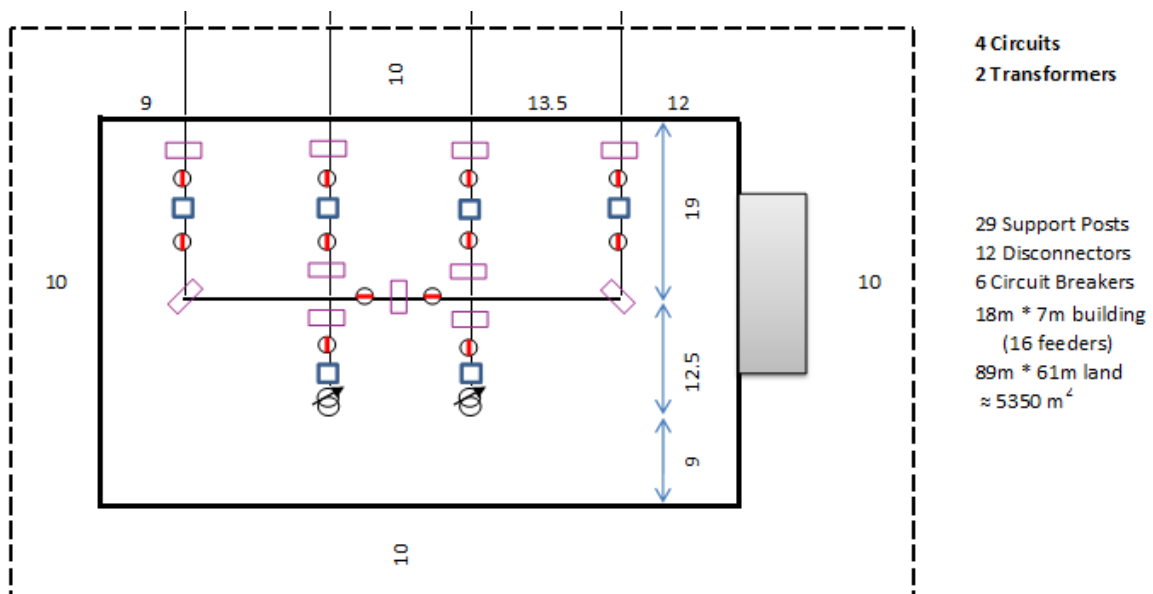 4 Circuits
10
2 Transformers
9
13.5
12
19
29 Support Posts
12 Disconnectors
10
10
6 Circuit Breakers
18m * 7m building
(16 feeders)
12.5
89m * 61m land
≈ 5350 m²
9
10